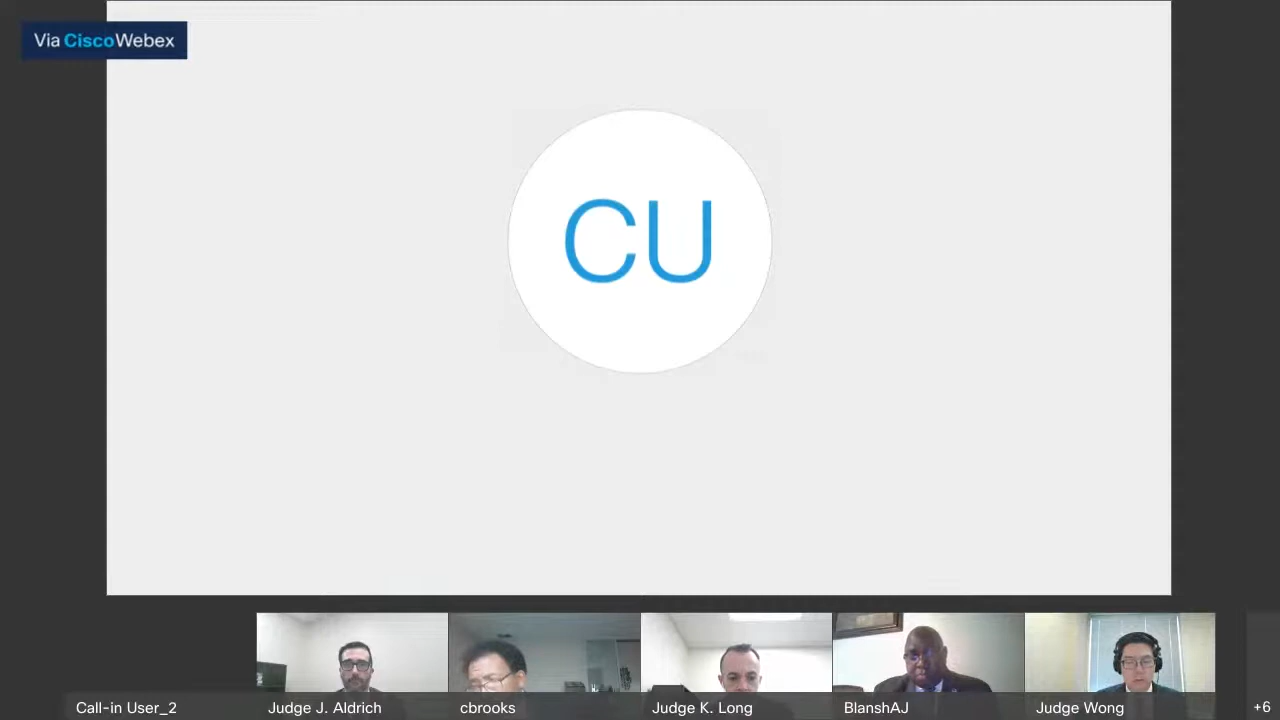 Via CiscoWebex
CU
Call-in User_2
Judge J. Aldrich
cbrooks
Judge K. Long
BlanshAJ
Judge Wong
+6